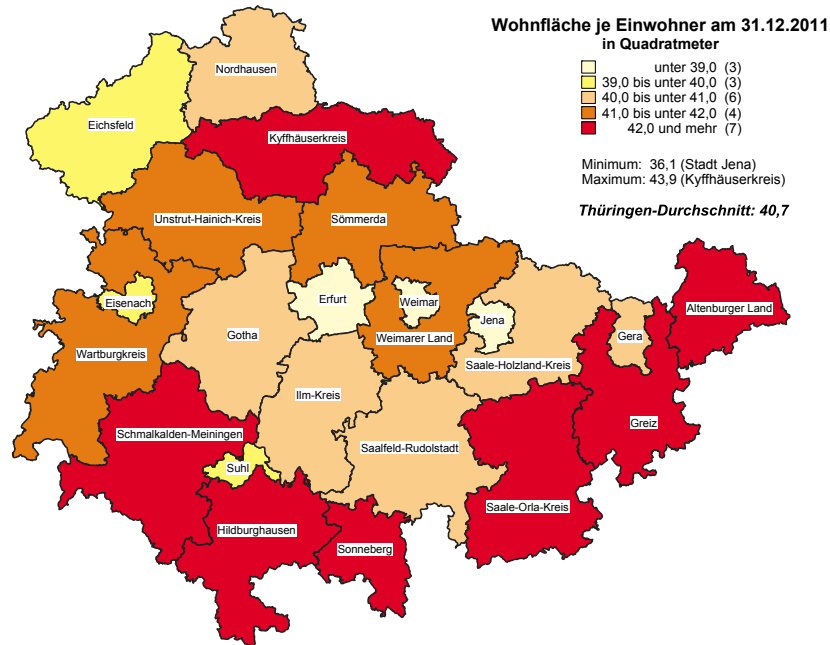 Wohnfläche je Einwohner am 31.12.2011
in Quadratmeter
unter 39,0 (3)
39,0 bis unter 40,0 (3)
40,0 bis unter 41,0 (6)
41,0 bis unter 42,0 (4)
42,0 und mehr (7)
Minimum: 36,1 (Stadt Jena)
Maximum: 43,9 (Kyffhäuserkreis)
Thüringen-Durchschnitt: 40,7
Nordhausen
Eichsfeld
Kyffhäuserkreis
Unstrut-Hainich-Kreis
Sömmerda
Eisenach
Erfurt
Weimar
Jena
Altenburger Land
Gotha
Weimarer Land
Gera
Wartburgkreis
Saale-Holzland-Kreis
Ilm-Kreis
Greiz
Schmalkalden-Meiningen
Saalfeld-Rudolstadt
Suhl
Saale-Orla-Kreis
Hildburghausen
Sonneberg